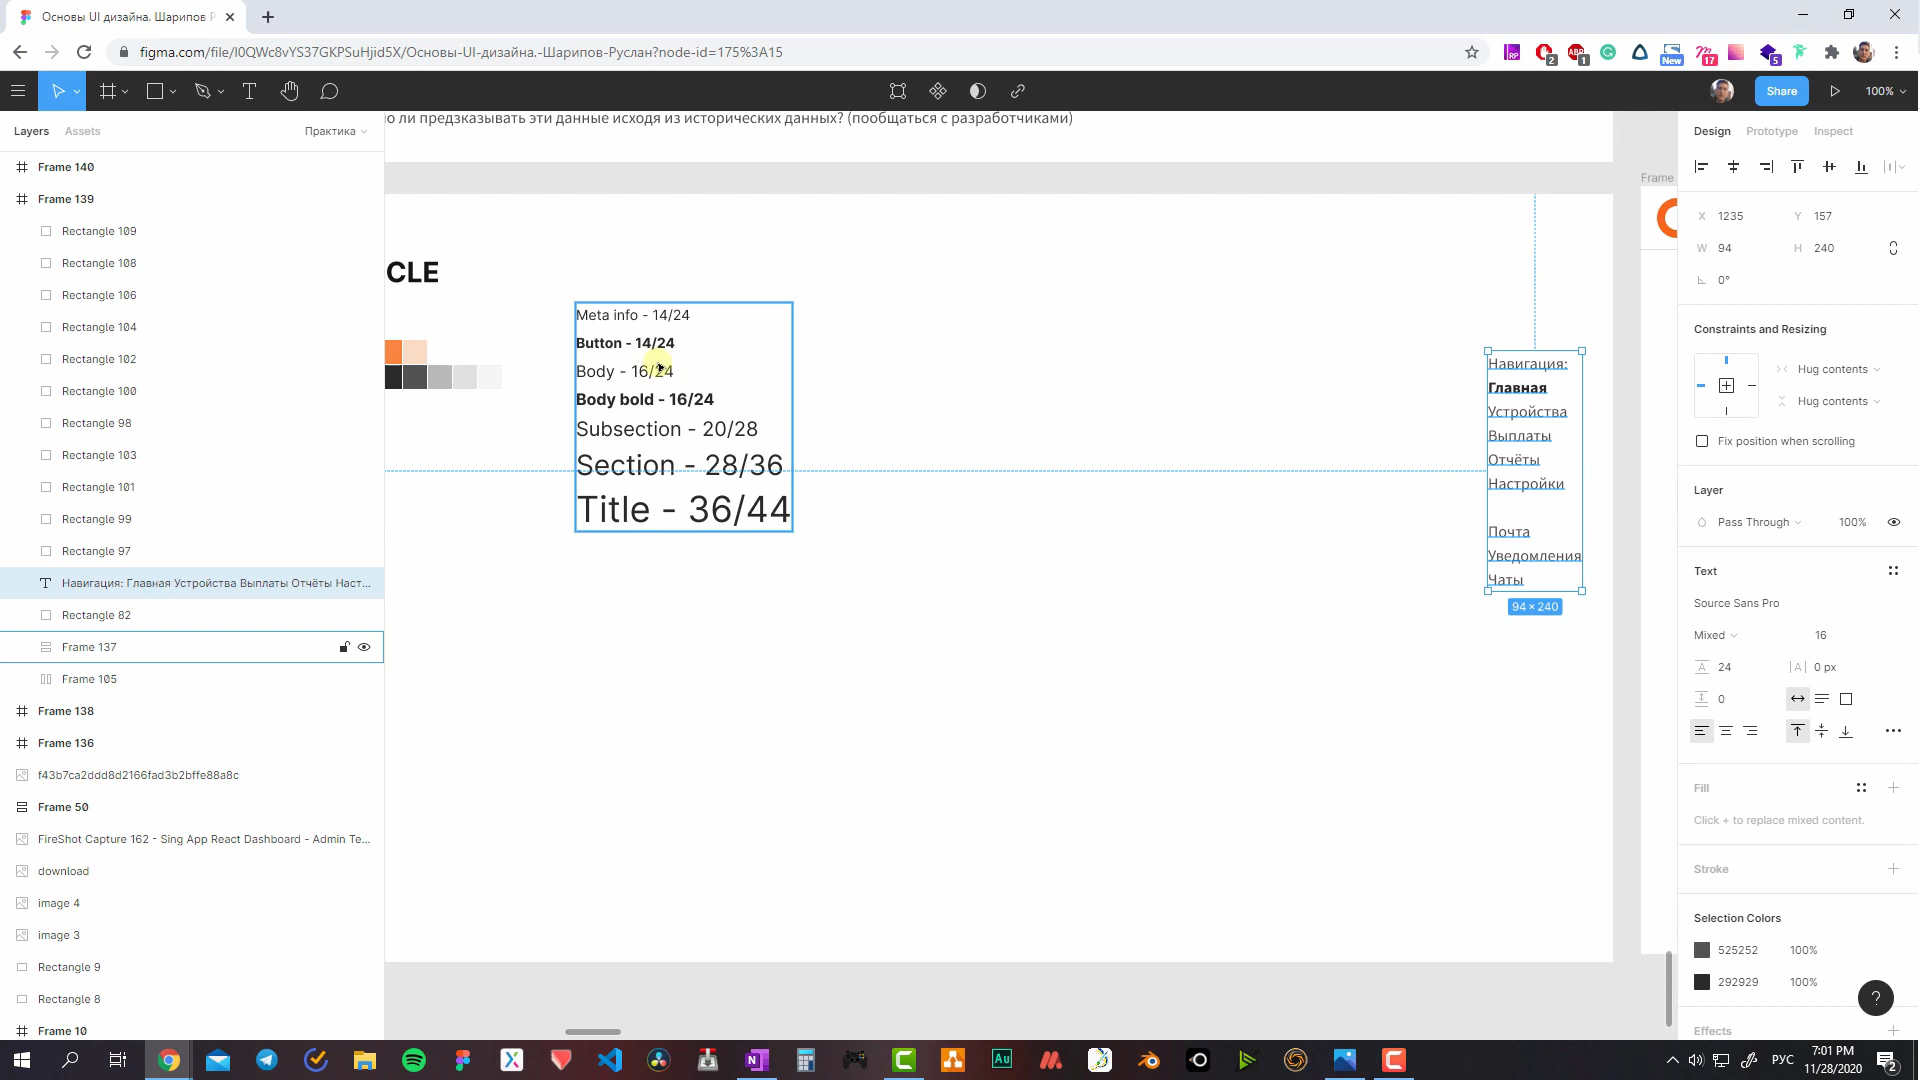 Основы UI дизайна. Шарипов Р
figma.com/file/I0QWc8vYS37GKPSuHjid5X/Основы-UI-дизайна.-Шарипов-Руслан?node-id=175%3A15
2
1
New
17
5
Share
100%
Layers
Assets
Практика
о ли предзказывать эти данные исходя из исторических данных? (пообщаться с разработчиками)
Design
Prototype
Inspect
Frame 140
Frame 139
Rectangle 109
Rectangle 108
Rectangle 106
Rectangle 104
Rectangle 102
Rectangle 100
Rectangle 98
Rectangle 103
Rectangle 101
Rectangle 99
Rectangle 97
Навигация: Главная Устройства Выплаты Отчёты Наст...
Rectangle 82
Frame 137
Frame 105
Frame 138
Frame 136
f43b7ca2ddd8d2166fad3b2bffe88a8c
Frame 50
FireShot Capture 162 - Sing App React Dashboard - Admin Te...
download
image 4
image 3
Rectangle 9
Rectangle 8
Frame 10
CLE
Meta info - 14/24
Button - 14/24
Body - 16/24
Body bold - 16/24
Subsection - 20/28
Section - 28/36
Title - 36/44
Навигация:
Главная
Устройства
Выплаты
Отчёты
Настройки
Почта
Уведомления
Чаты
94 × 240
Frame
X 1235
Y 157
W 94
H 240
0°
Constraints and Resizing
Hug contents
Hug contents
Fix position when scrolling
Layer
Pass Through
100%
Text
Source Sans Pro
Mixed
16
24
|A| 0 px
0
Fill
Click + to replace mixed content.
Stroke
Selection Colors
525252 100%
292929 100%
Effects
?
РУС
7:01 PM
11/28/2020
2